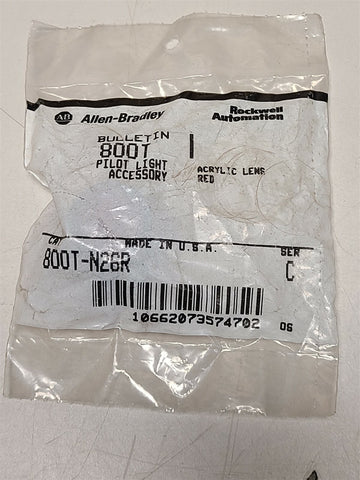 AB Allen-Bradley Rockwell Automation
BULLETIN
800T
PILOT LIGHT
ACCESSORY
ACRYLIC LENS
RED
CAT MADE IN U.S.A. SER
800T-N26R C
10662073574702 06